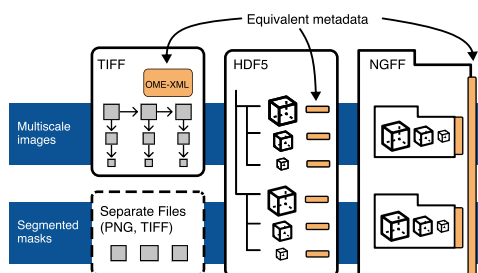 Equivalent metadata
TIFF
HDF5
NGFF
OME-XML
Multiscale
images
Segmented
masks
Separate Files
(PNG, TIFF)